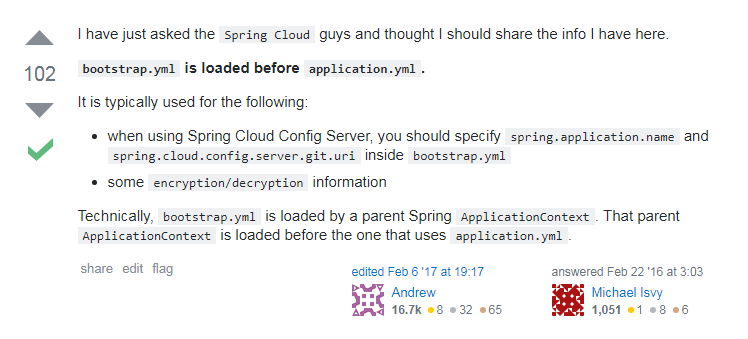 I have just asked the Spring Cloud guys and thought I should share the info I have here.
102
bootstrap.yml is loaded before application.yml.
It is typically used for the following:
when using Spring Cloud Config Server, you should specify spring.application.name and
spring.cloud.config.server.git.uri inside bootstrap.yml
some encryption/decryption information
Technically, bootstrap.yml is loaded by a parent Spring ApplicationContext. That parent
ApplicationContext is loaded before the one that uses application.yml.
share edit flag
edited Feb 6 '17 at 19:17
Andrew
16.7k 8 32 65
answered Feb 22 '16 at 3:03
Michael Isvy
1,051 1 8 6